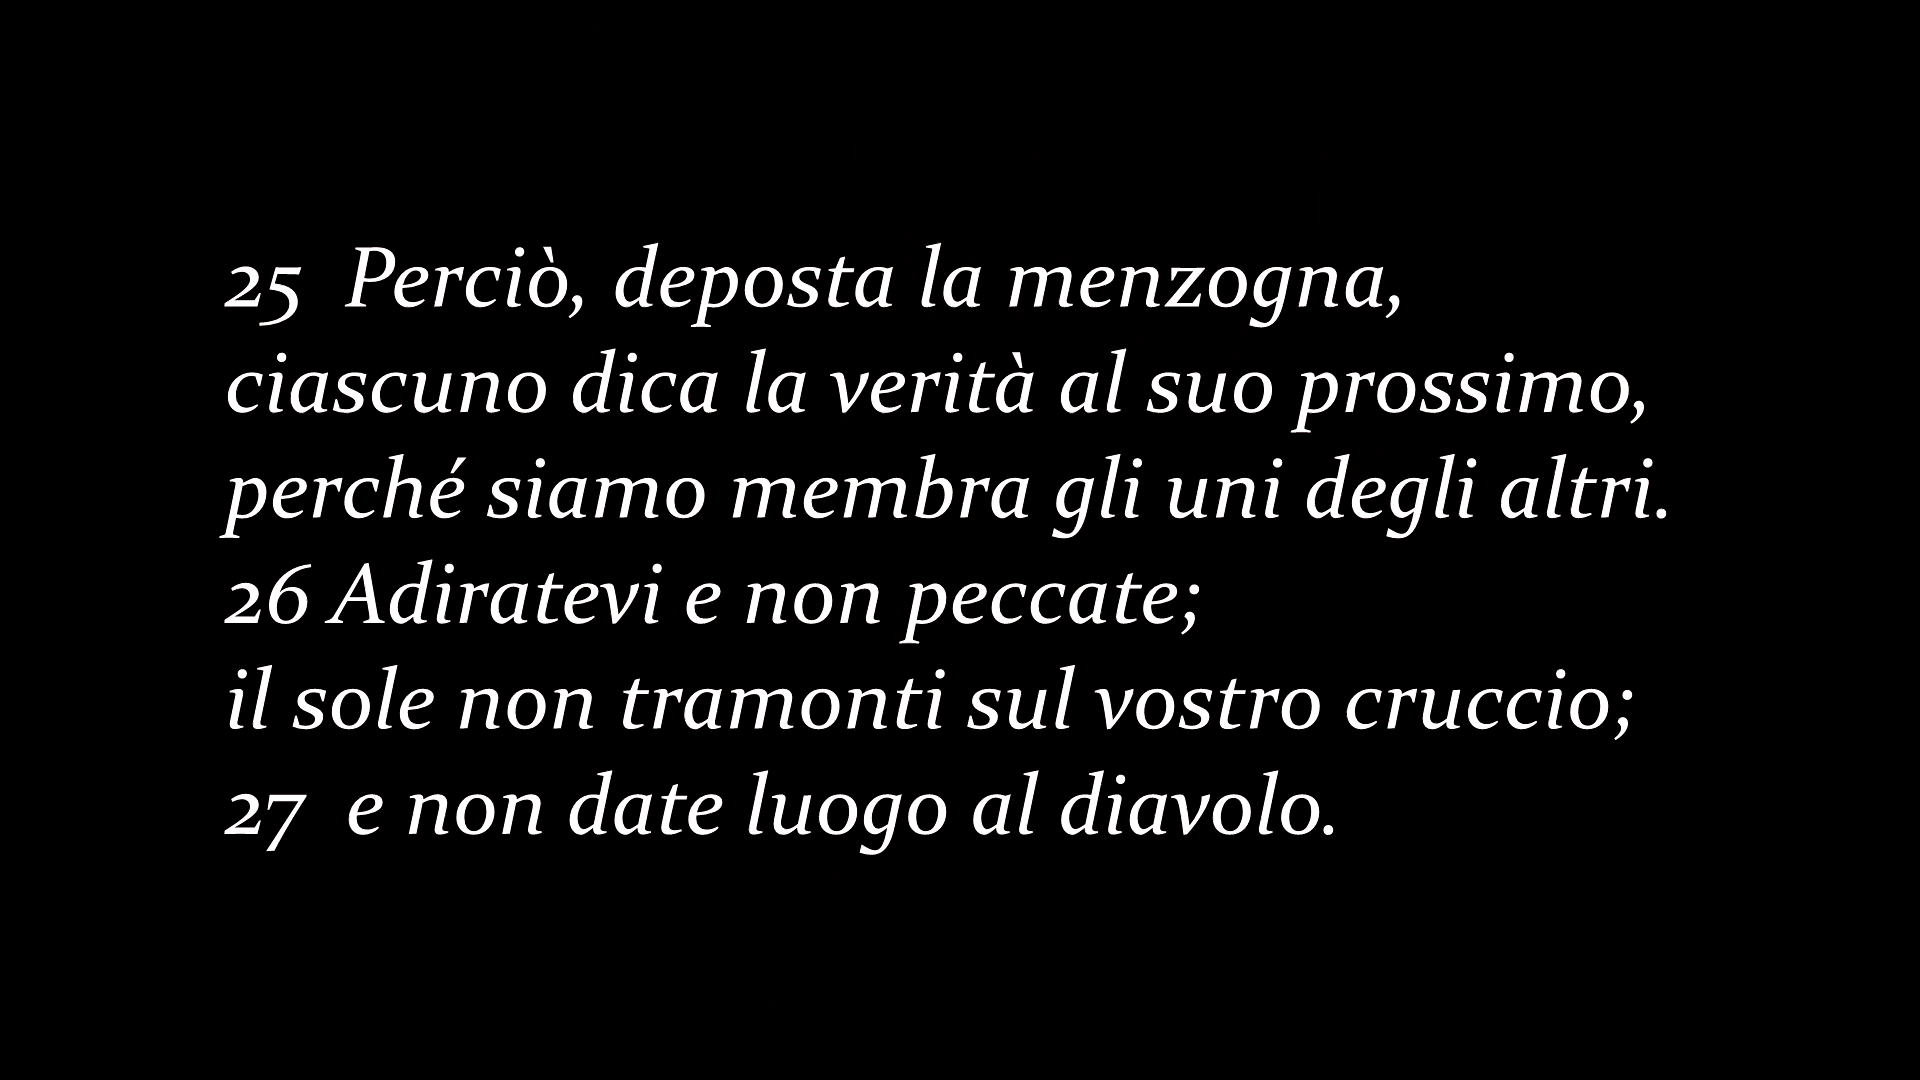 25  Perciò, deposta la menzogna,
ciascuno dica la verità al suo prossimo,
perché siamo membra gli uni degli altri.
26 Adiratevi e non peccate;
il sole non tramonti sul vostro cruccio;
27  e non date luogo al diavolo.